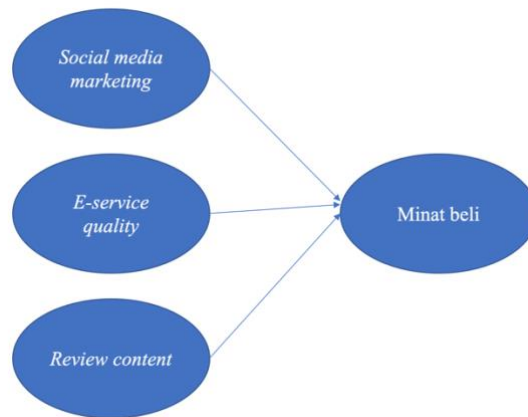 Social media
marketing
E-service
quality
Minat beli
Review content